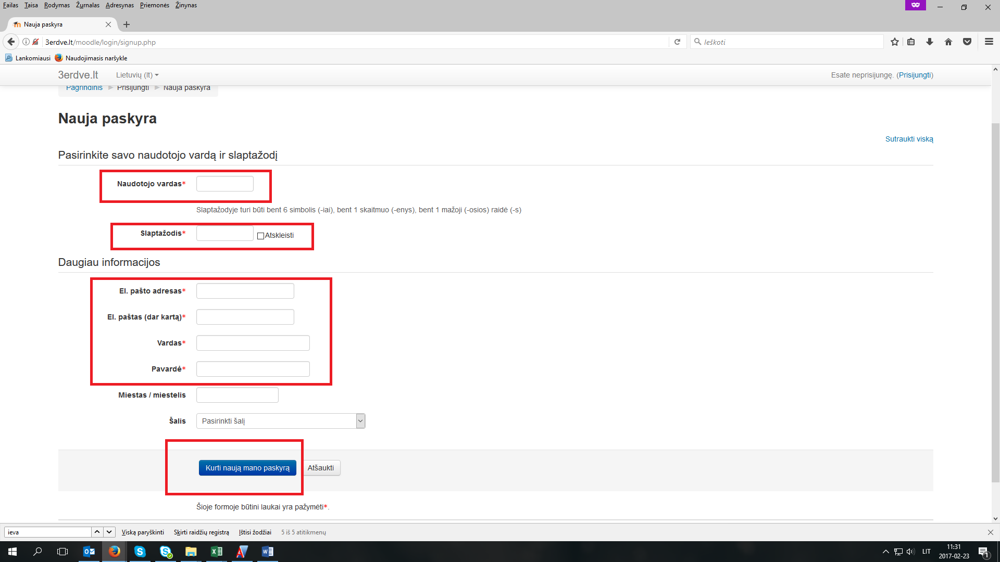 Failas Taisa Rodymas Žurnalas Adresynas Priemonės Žinynas
Nauja paskyra
3erdve.lt/moodle/login/signup.php
Ieškoti
Lankomiausi Naudojimasis naršykle
3erdve.lt Lietuvių (lt) Esate neprisijungę. (Prisijungti)
Pagrindinis Prisijungti Nauja paskyra
Nauja paskyra
Sutraukti viską
Pasirinkite savo naudotojo vardą ir slaptažodį
Naudotojo vardas*
Slaptažodyje turi būti bent 6 simbolis (-iai), bent 1 skaitmuo (-enys), bent 1 mažoji (-osios) raidė (-s)
Slaptažodis* Atskleisti
Daugiau informacijos
El. pašto adresas*
El. paštas (dar kartą)*
Vardas*
Pavardė*
Miestas / miestelis
Šalis Pasirinkti šalį
Kurti naują mano paskyrą Atšaukti
Šioje formoje būtini laukai yra pažymėti*.
ieva Viską paryškinti Skirti raidžių registrą Ištisi žodžiai 5 iš 5 atitikmenų
LIT 11:31
2017-02-23 1